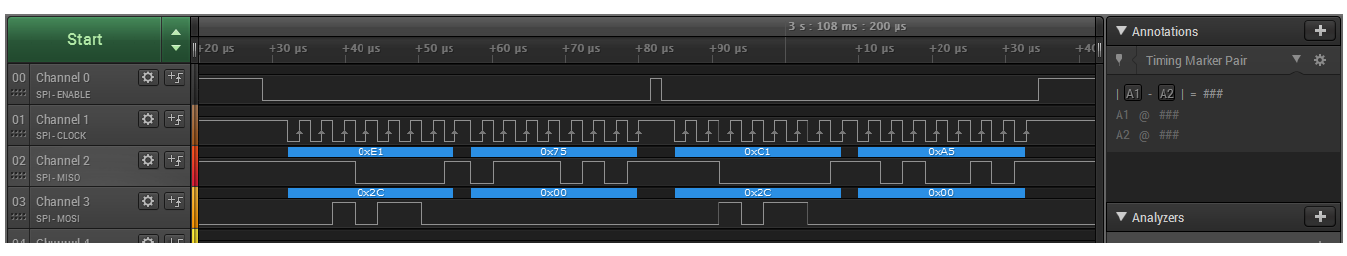 Start
3 s : 108 ms : 200 µs
+20 µs +30 µs +40 µs +50 µs +60 µs +70 µs +80 µs +90 µs +10 µs +20 µs +30 µs +40
Annotations
Timing Marker Pair
| A1 - A2 | = ###
A1 @ ###
A2 @ ###
00 Channel 0
SPI - ENABLE
01 Channel 1
SPI - CLOCK
0xE1 0x75 0xC1 0xA5
02 Channel 2
SPI - MISO
0x2C 0x00 0x2C 0x00
03 Channel 3
SPI - MOSI
Analyzers
04 Channel 4